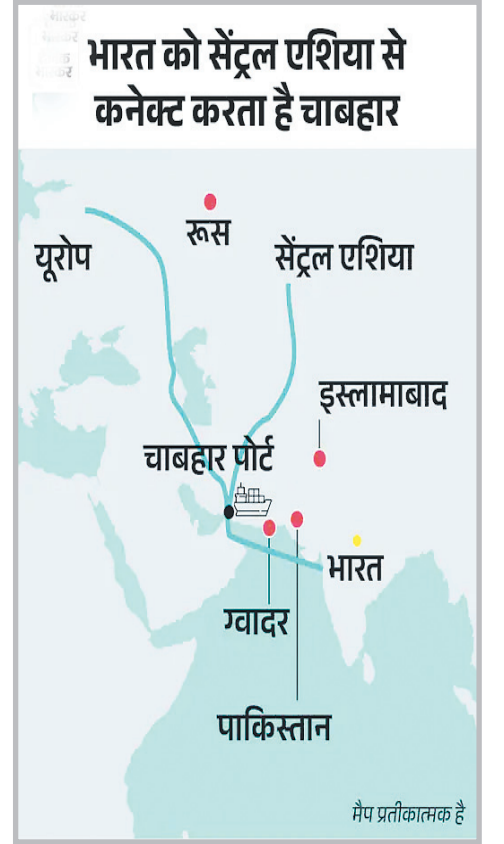 भारत को सेंट्रल एशिया से
कनेक्ट करता है चाबहार
रूस
यूरोप
सेंट्रल एशिया
इस्लामाबाद
चाबहार पोर्ट
भारत
ग्वादर
पाकिस्तान
मैप प्रतीकात्मक है